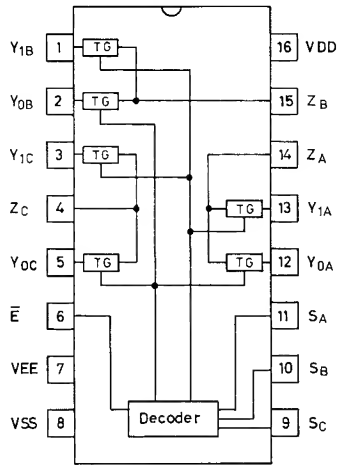 Y1B 1 TG 16 VDD
Y0B 2 TG 15 ZB
Y1C 3 TG 14 ZA
ZC 4 TG 13 Y1A
Y0C 5 TG TG 12 Y0A
E̅ 6 11 SA
VEE 7 10 SB
VSS 8 Decoder 9 SC